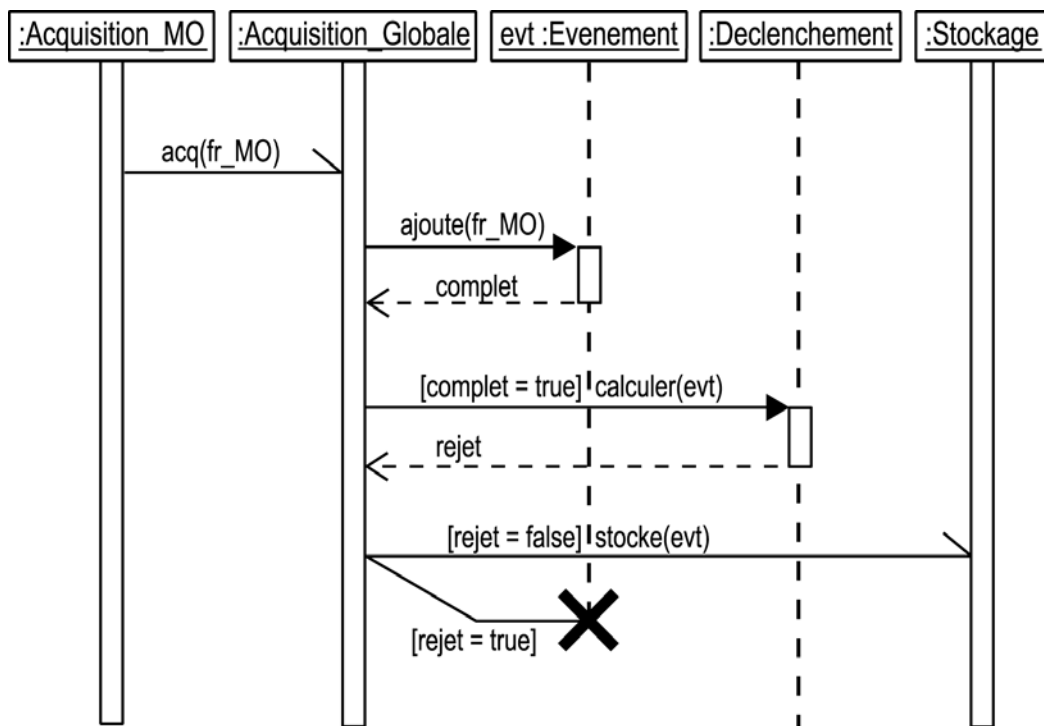 :Acquisition_MO
:Acquisition_Globale
evt :Evenement
:Declenchement
:Stockage
acq(fr_MO)
ajoute(fr_MO)
complet
[complet = true] calculer(evt)
rejet
[rejet = false] stocke(evt)
[rejet = true]